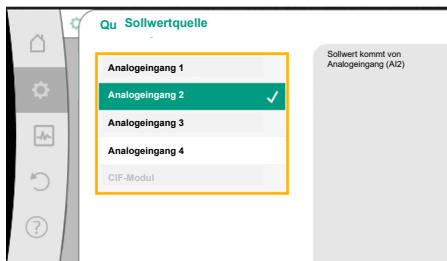 Qu Sollwertquelle
Analogeingang 1
Analogeingang 2
Analogeingang 3
Analogeingang 4
CIF-Modul
Sollwert kommt von
Analogeingang (AI2)
?